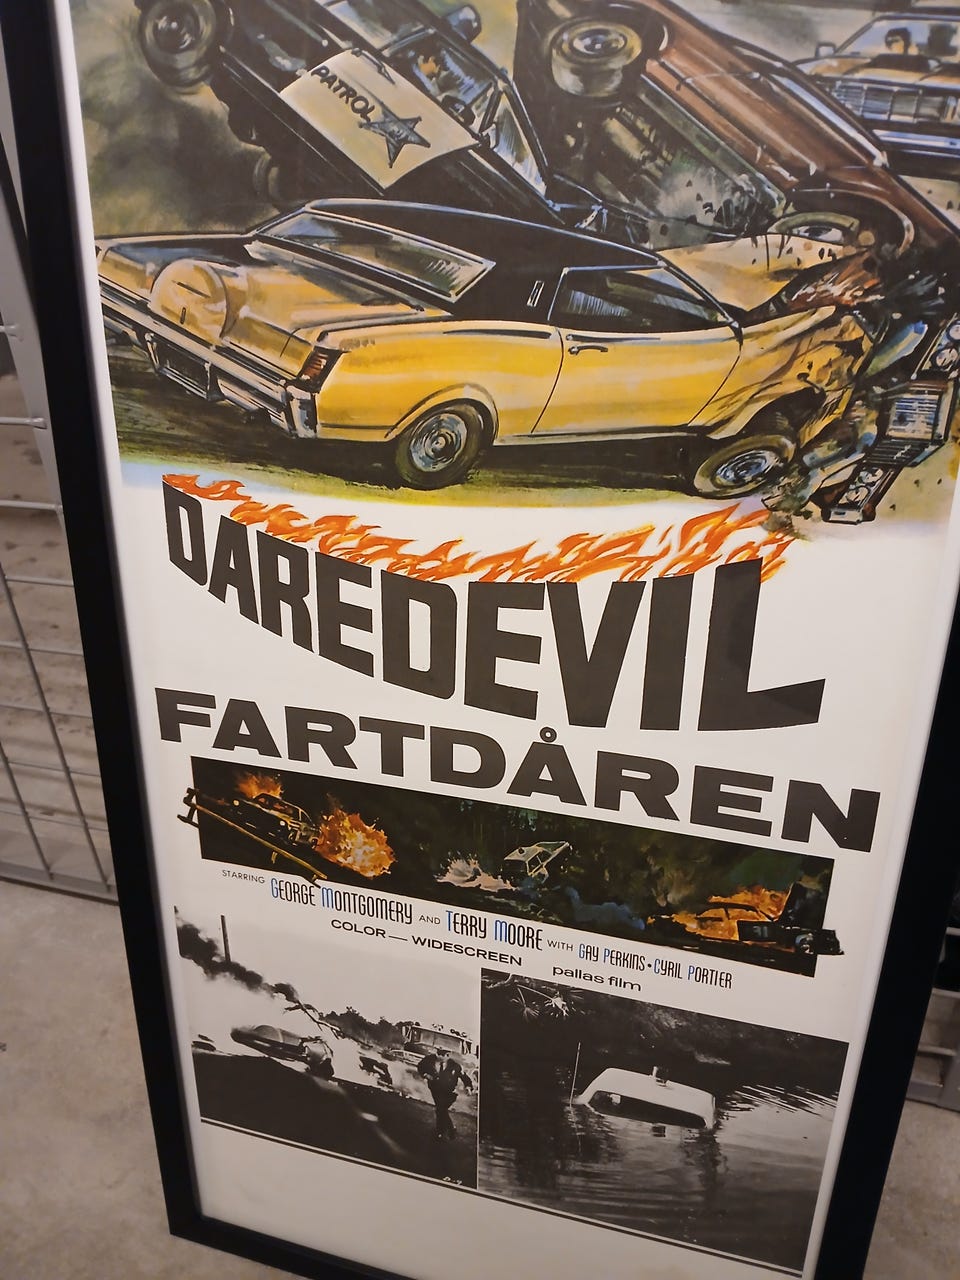 PATROL
DAREDEVIL
FARTDÅREN
STARRING GEORGE MONTGOMERY AND TERRY MOORE WITH GAY PERKINS • CYRIL PORTIER
COLOR — WIDESCREEN
pallas film